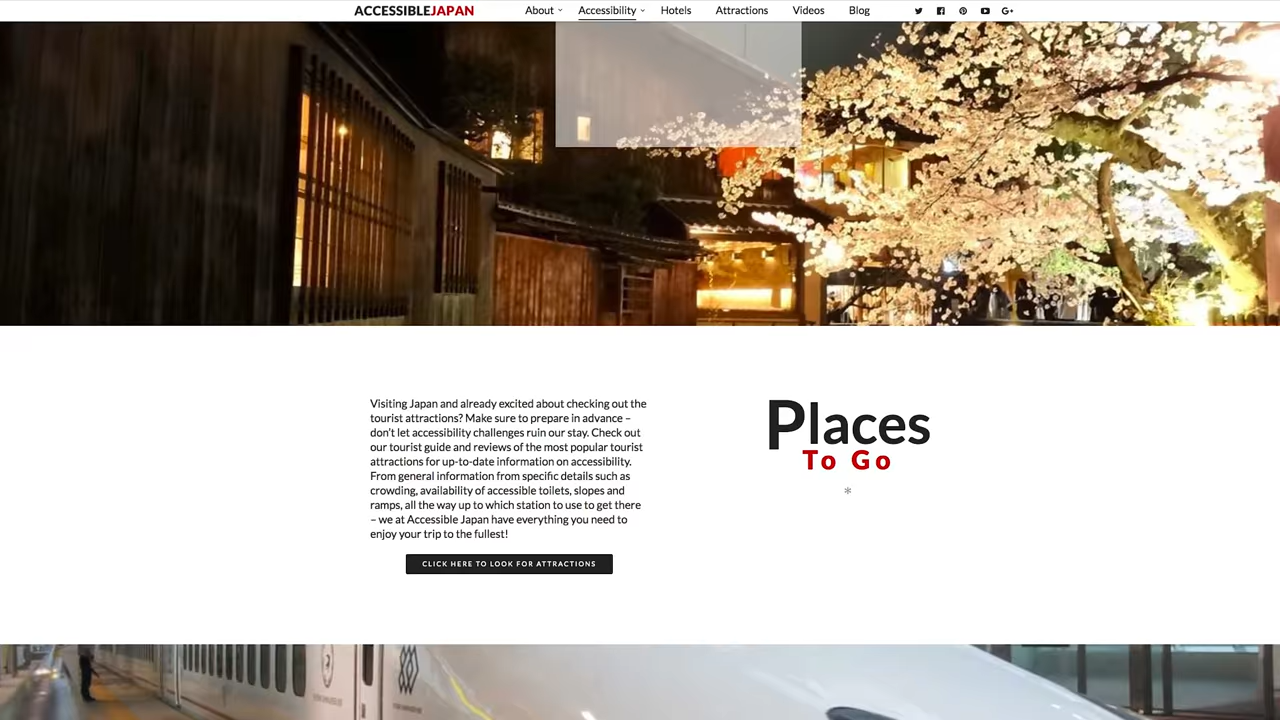 ACCESSIBLEJAPAN
About Accessibility Hotels Attractions Videos Blog
Visiting Japan and already excited about checking out the
tourist attractions? Make sure to prepare in advance –
don't let accessibility challenges ruin our stay. Check out
our tourist guide and reviews of the most popular tourist
attractions for up-to-date information on accessibility.
From general information from specific details such as
crowding, availability of accessible toilets, slopes and
ramps, all the way up to which station to use to get there
– we at Accessible Japan have everything you need to
enjoy your trip to the fullest!
CLICK HERE TO LOOK FOR ATTRACTIONS
Places
To Go
*